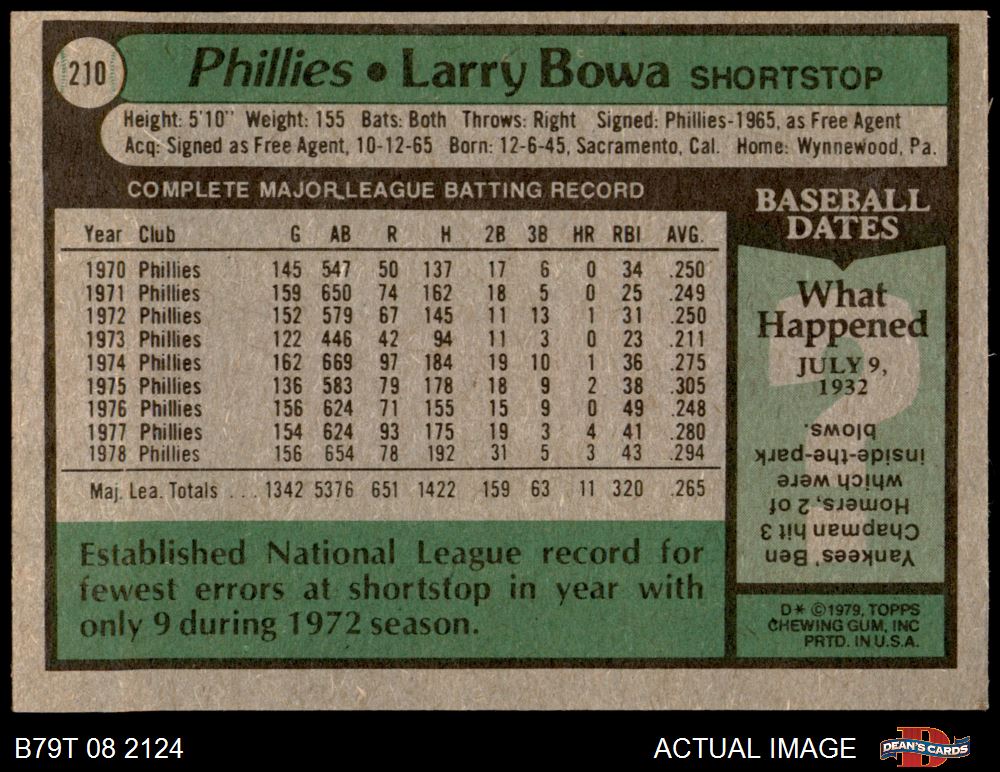 210
Phillies • Larry Bowa SHORTSTOP
Height: 5'10" Weight: 155 Bats: Both Throws: Right Signed: Phillies-1965, as Free Agent
Acq: Signed as Free Agent, 10-12-65 Born: 12-6-45, Sacramento, Cal. Home: Wynnewood, Pa.
COMPLETE MAJOR LEAGUE BATTING RECORD
Year Club G AB R H 2B 3B HR RBI AVG.
1970 Phillies 145 547 50 137 17 6 0 34 .250
1971 Phillies 159 650 74 162 18 5 0 25 .249
1972 Phillies 152 579 67 145 11 13 1 31 .250
1973 Phillies 122 446 42 94 11 3 0 23 .211
1974 Phillies 162 669 97 184 19 10 1 36 .275
1975 Phillies 136 583 79 178 18 9 2 38 .305
1976 Phillies 156 624 71 155 15 9 0 49 .248
1977 Phillies 154 624 93 175 19 3 4 41 .280
1978 Phillies 156 654 78 192 31 5 3 43 .294
Maj. Lea. Totals ... 1342 5376 651 1422 159 63 11 320 .265
Established National League record for
fewest errors at shortstop in year with
only 9 during 1972 season.
BASEBALL
DATES
What
Happened
JULY 9,
1932
?
Yankees' Ben
Chapman hit 3
Homers, 2 of
which were
inside-the-park
blows.
D* ©1979, TOPPS
CHEWING GUM, INC
PRTD. IN U.S.A.
B79T 08 2124
ACTUAL IMAGE
D
DEAN'S CARDS